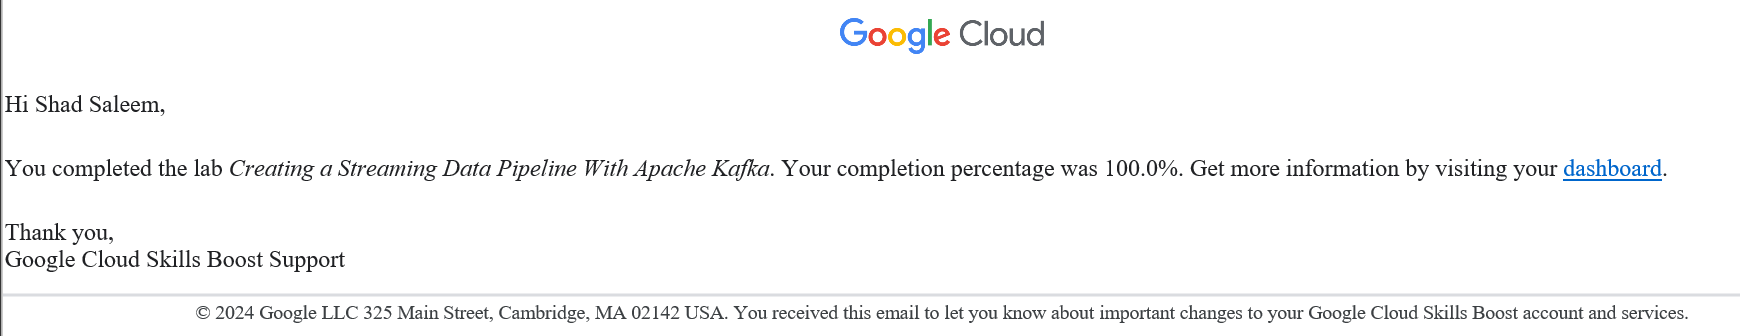 Google Cloud
Hi Shad Saleem,
You completed the lab Creating a Streaming Data Pipeline With Apache Kafka. Your completion percentage was 100.0%. Get more information by visiting your dashboard.
Thank you,
Google Cloud Skills Boost Support
© 2024 Google LLC 325 Main Street, Cambridge, MA 02142 USA. You received this email to let you know about important changes to your Google Cloud Skills Boost account and services.